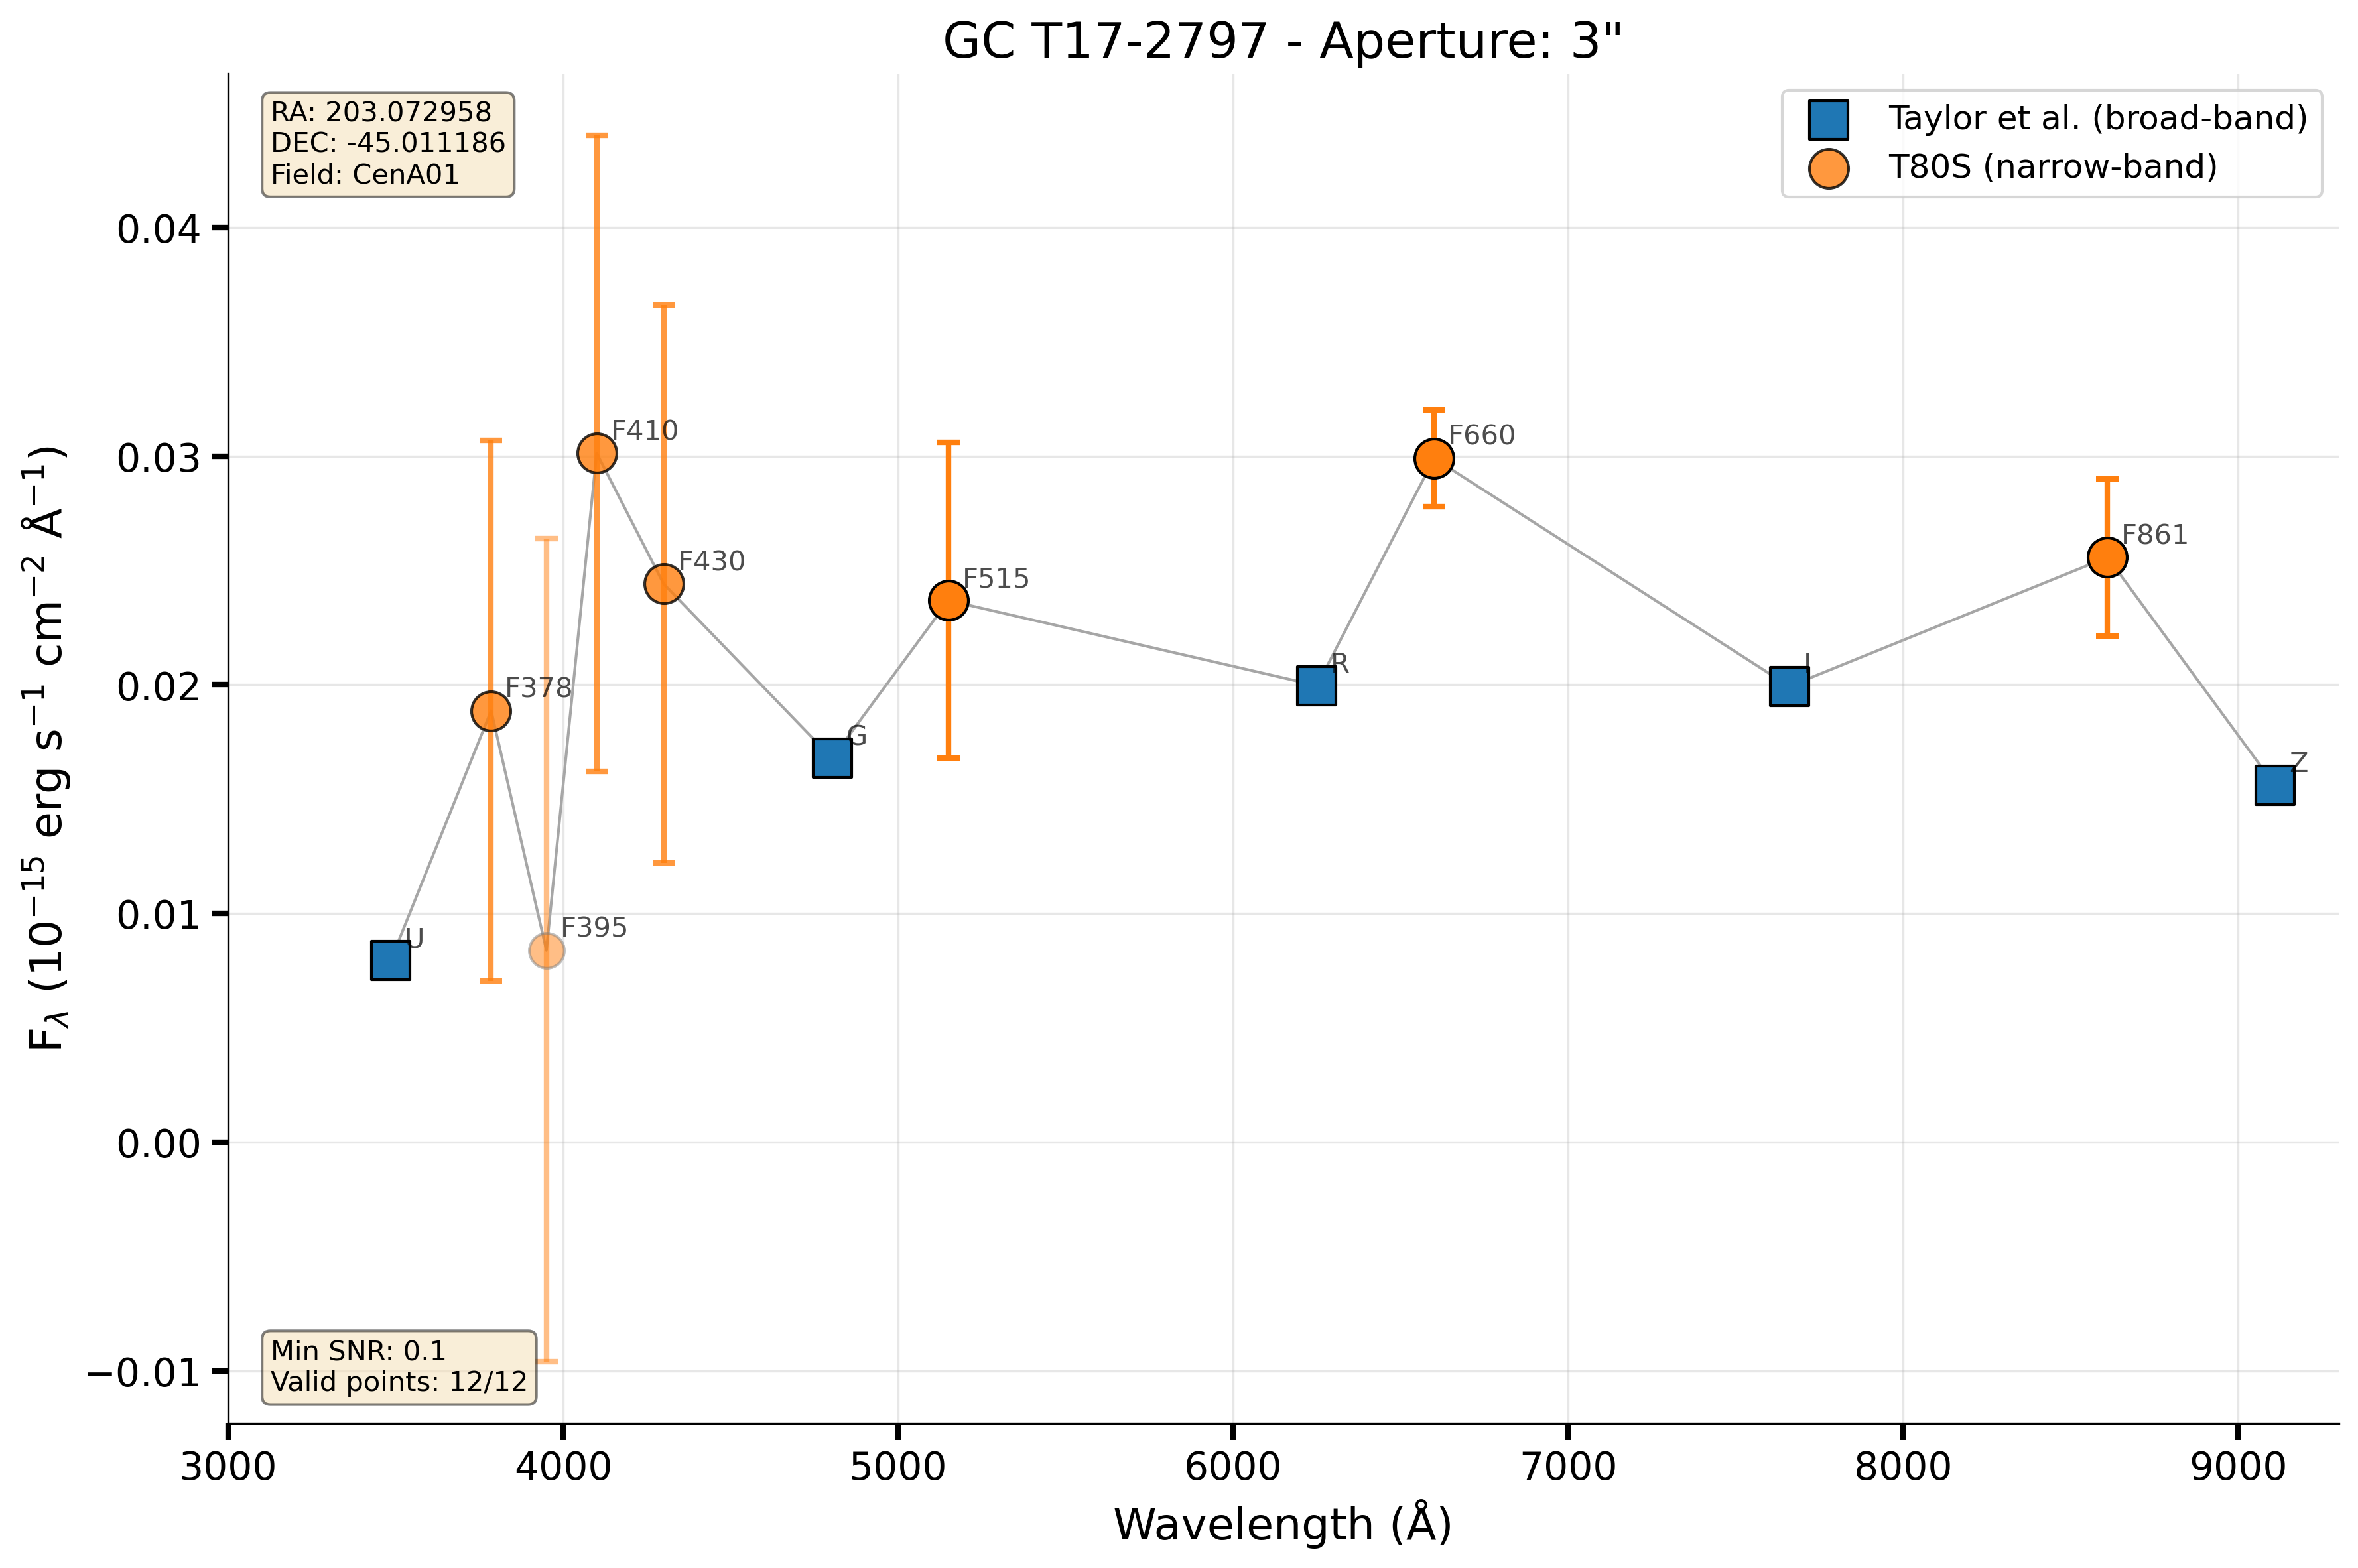 GC T17-2797 - Aperture: 3"
RA: 203.072958
DEC: -45.011186
Field: CenA01
Taylor et al. (broad-band)
T80S (narrow-band)
F410
F430
F378
F395
U
G
F515
R
F660
I
F861
Z
Min SNR: 0.1
Valid points: 12/12
0.04
0.03
0.02
0.01
0.00
−0.01
F_λ (10⁻¹⁵ erg s⁻¹ cm⁻² Å⁻¹)
3000 4000 5000 6000 7000 8000 9000
Wavelength (Å)